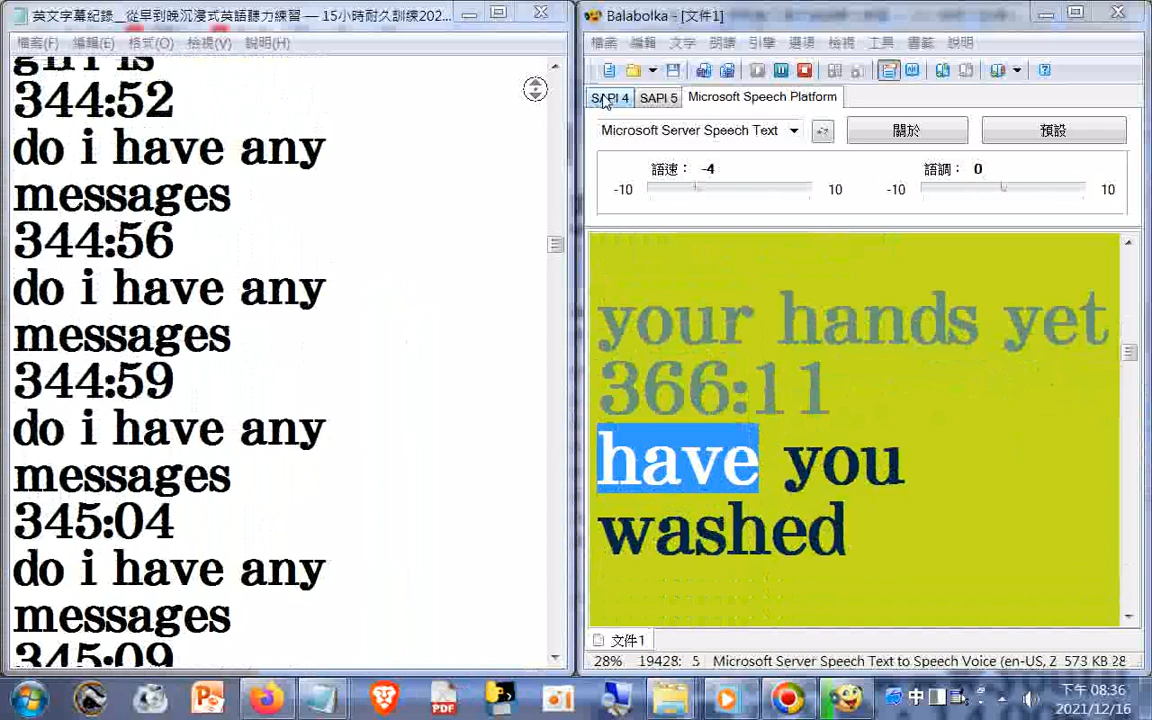 英文字幕紀錄__從早到晚沉浸式英語聽力練習 — 15小時耐久訓練202...
檔案(F) 編輯(E) 格式(O) 檢視(V) 說明(H)
girl is
344:52
do i have any
messages
344:56
do i have any
messages
344:59
do i have any
messages
345:04
do i have any
messages
345:09
Balabolka - [文件1]
檔案 編輯 文字 朗讀 引擎 選項 檢視 工具 書籤 說明
SAPI 4 SAPI 5 Microsoft Speech Platform
Microsoft Server Speech Text 關於 預設
語速： -4 語調： 0
-10 10 -10 10
your hands yet
366:11
have you
washed
文件1
28% 19428: 5 Microsoft Server Speech Text to Speech Voice (en-US, Z 573 KB 28
中 下午 08:36
2021/12/16